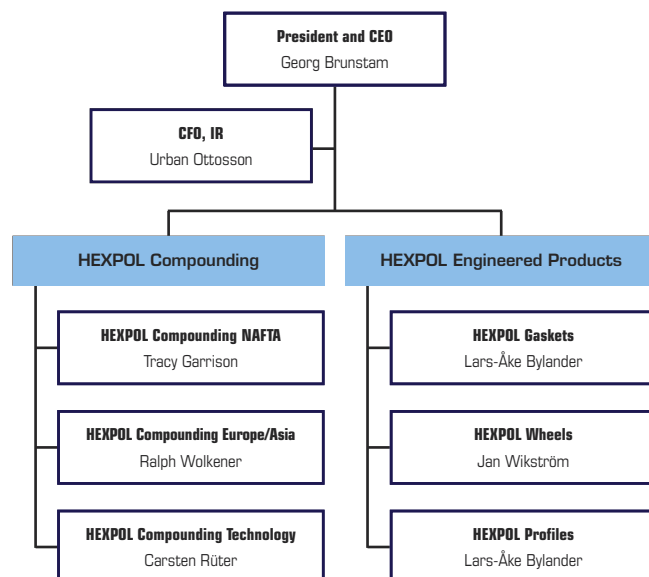 President and CEO
Georg Brunstam
CFO, IR
Urban Ottosson
HEXPOL Compounding
HEXPOL Compounding NAFTA
Tracy Garrison
HEXPOL Compounding Europe/Asia
Ralph Wolkener
HEXPOL Compounding Technology
Carsten Rüter
HEXPOL Engineered Products
HEXPOL Gaskets
Lars-Åke Bylander
HEXPOL Wheels
Jan Wikström
HEXPOL Profiles
Lars-Åke Bylander